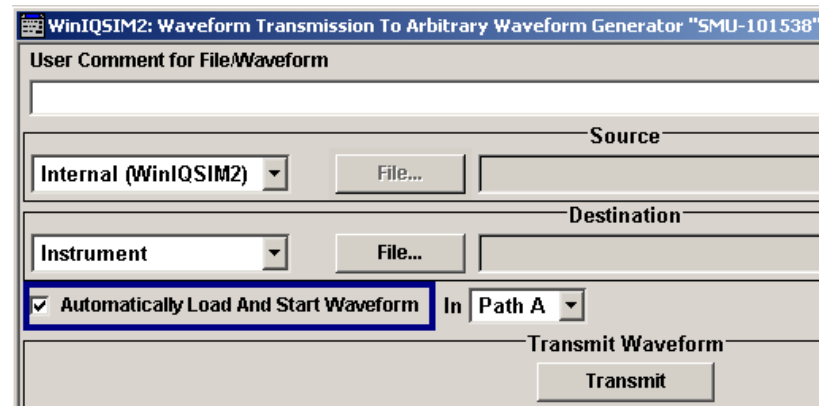 WinIQSIM2: Waveform Transmission To Arbitrary Waveform Generator "SMU-101538"
User Comment for File/Waveform
Source
Internal (WinIQSIM2) File...
Destination
Instrument File...
Automatically Load And Start Waveform In Path A
Transmit Waveform
Transmit